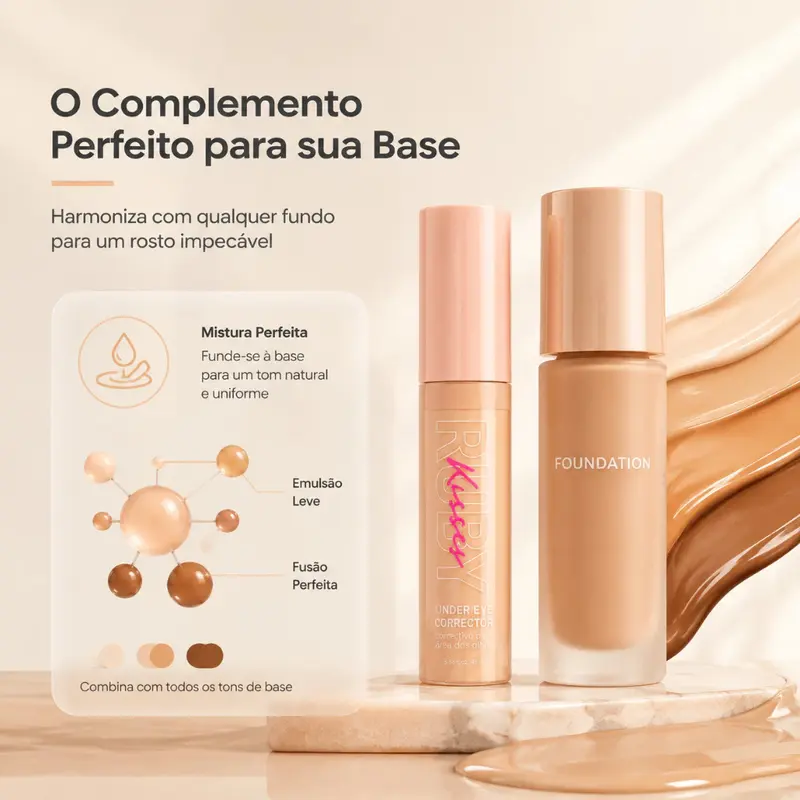 O Complemento
Perfeito para sua Base
Harmoniza com qualquer fundo
para um rosto impecável
Mistura Perfeita
Funde-se à base
para um tom natural
e uniforme
Emulsão
Leve
Fusão
Perfeita
Combina com todos os tons de base
RUBY
Kisses
UNDER EYE
CORRECTOR
FOUNDATION